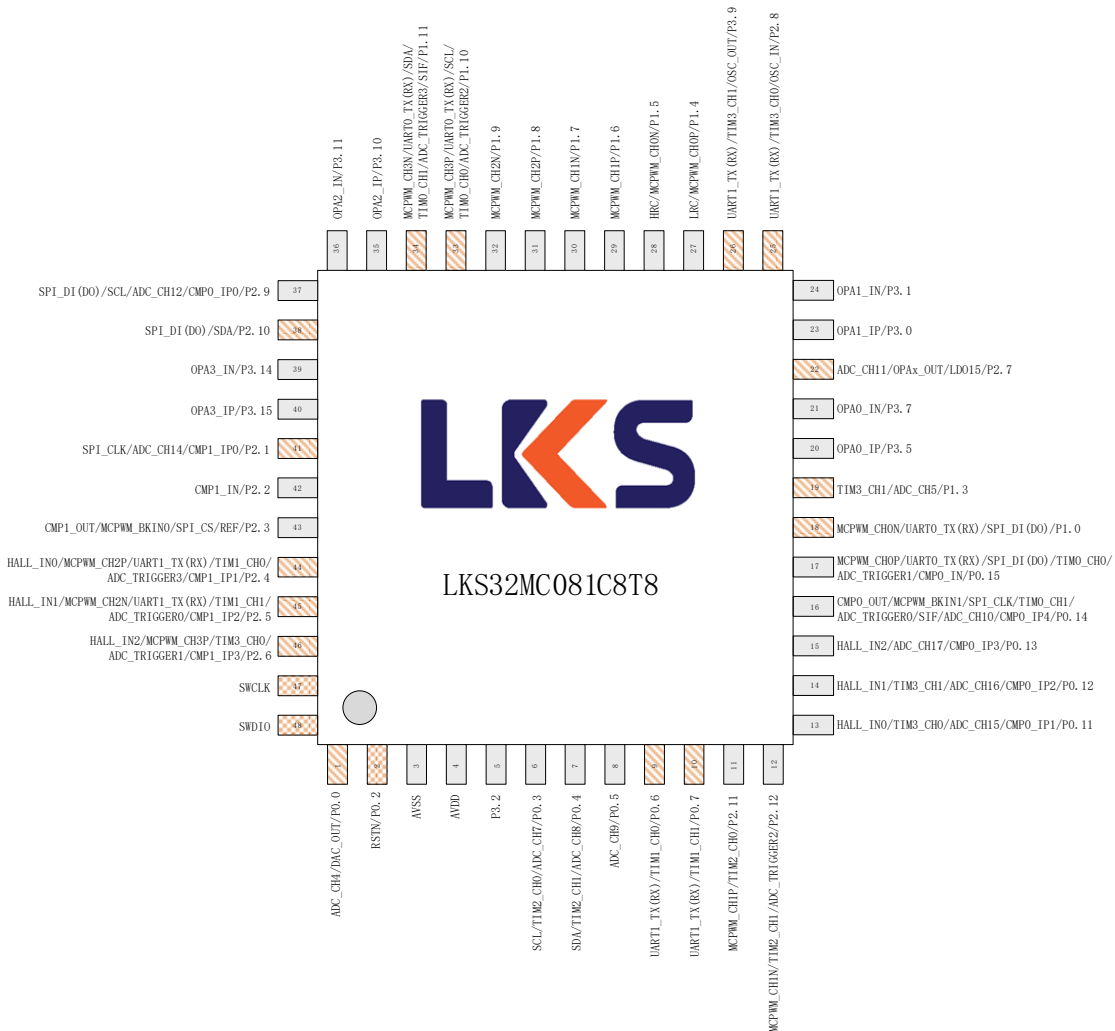 OPA2_IN/P3.11
OPA2_IP/P3.10
MCPWM_CH3N/UART0_TX(RX)/SDA/
TIM0_CH1/ADC_TRIGGER3/SIF/P1.11
MCPWM_CH3P/UART0_TX(RX)/SCL/
TIM0_CH0/ADC_TRIGGER2/P1.10
MCPWM_CH2N/P1.9
MCPWM_CH2P/P1.8
MCPWM_CH1N/P1.7
MCPWM_CH1P/P1.6
HRC/MCPWM_CH0N/P1.5
LRC/MCPWM_CH0P/P1.4
UART1_TX(RX)/TIM3_CH1/OSC_OUT/P3.9
UART1_TX(RX)/TIM3_CH0/OSC_IN/P2.8
36
35
34
33
32
31
30
29
28
27
26
25
SPI_DI(DO)/SCL/ADC_CH12/CMP0_IP0/P2.9
37
SPI_DI(DO)/SDA/P2.10
38
OPA3_IN/P3.14
39
OPA3_IP/P3.15
40
SPI_CLK/ADC_CH14/CMP1_IP0/P2.1
41
CMP1_IN/P2.2
42
CMP1_OUT/MCPWM_BKIN0/SPI_CS/REF/P2.3
43
HALL_IN0/MCPWM_CH2P/UART1_TX(RX)/TIM1_CH0/
ADC_TRIGGER3/CMP1_IP1/P2.4
44
HALL_IN1/MCPWM_CH2N/UART1_TX(RX)/TIM1_CH1/
ADC_TRIGGER0/CMP1_IP2/P2.5
45
HALL_IN2/MCPWM_CH3P/TIM3_CH0/
ADC_TRIGGER1/CMP1_IP3/P2.6
46
SWCLK
47
SWDIO
48
LKS
LKS32MC081C8T8
24
OPA1_IN/P3.1
23
OPA1_IP/P3.0
22
ADC_CH11/OPAx_OUT/LDO15/P2.7
21
OPA0_IN/P3.7
20
OPA0_IP/P3.5
19
TIM3_CH1/ADC_CH5/P1.3
18
MCPWM_CH0N/UART0_TX(RX)/SPI_DI(DO)/P1.0
17
MCPWM_CH0P/UART0_TX(RX)/SPI_DI(DO)/TIM0_CH0/
ADC_TRIGGER1/CMP0_IN/P0.15
16
CMP0_OUT/MCPWM_BKIN1/SPI_CLK/TIM0_CH1/
ADC_TRIGGER0/SIF/ADC_CH10/CMP0_IP4/P0.14
15
HALL_IN2/ADC_CH17/CMP0_IP3/P0.13
14
HALL_IN1/TIM3_CH1/ADC_CH16/CMP0_IP2/P0.12
13
HALL_IN0/TIM3_CH0/ADC_CH15/CMP0_IP1/P0.11
1
2
3
4
5
6
7
8
9
10
11
12
ADC_CH4/DAC_OUT/P0.0
RSTN/P0.2
AVSS
AVDD
P3.2
SCL/TIM2_CH0/ADC_CH7/P0.3
SDA/TIM2_CH1/ADC_CH8/P0.4
ADC_CH9/P0.5
UART1_TX(RX)/TIM1_CH0/P0.6
UART1_TX(RX)/TIM1_CH1/P0.7
MCPWM_CH1P/TIM2_CH0/P2.11
MCPWM_CH1N/TIM2_CH1/ADC_TRIGGER2/P2.12